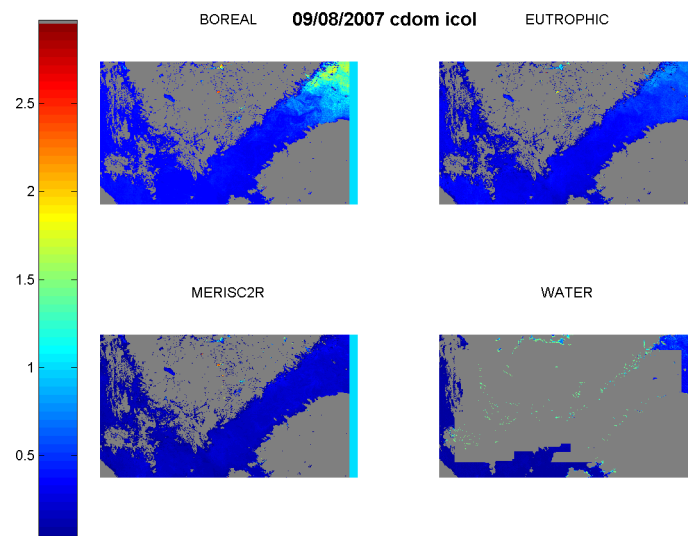 BOREAL
09/08/2007 cdom icol
EUTROPHIC
2.5
2
1.5
MERISC2R
WATER
1
0.5